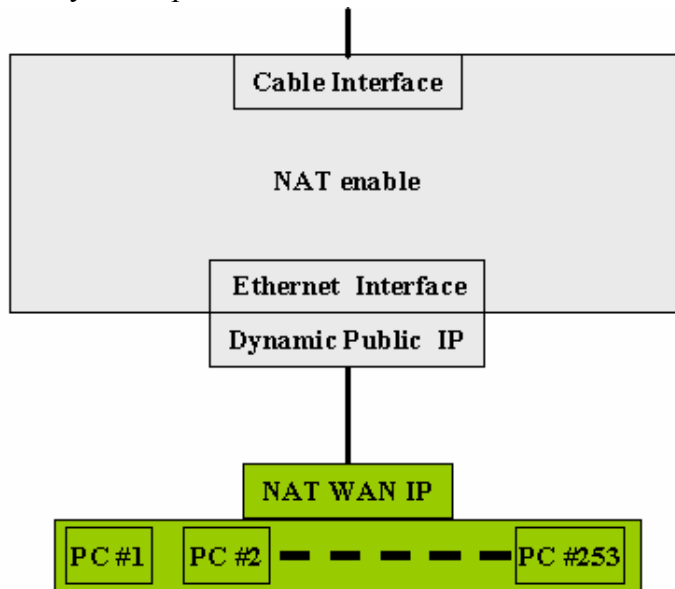 Cable Interface
NAT enable
Ethernet Interface
Dynamic Public IP
NAT WAN IP
PC #1 PC #2 PC #253